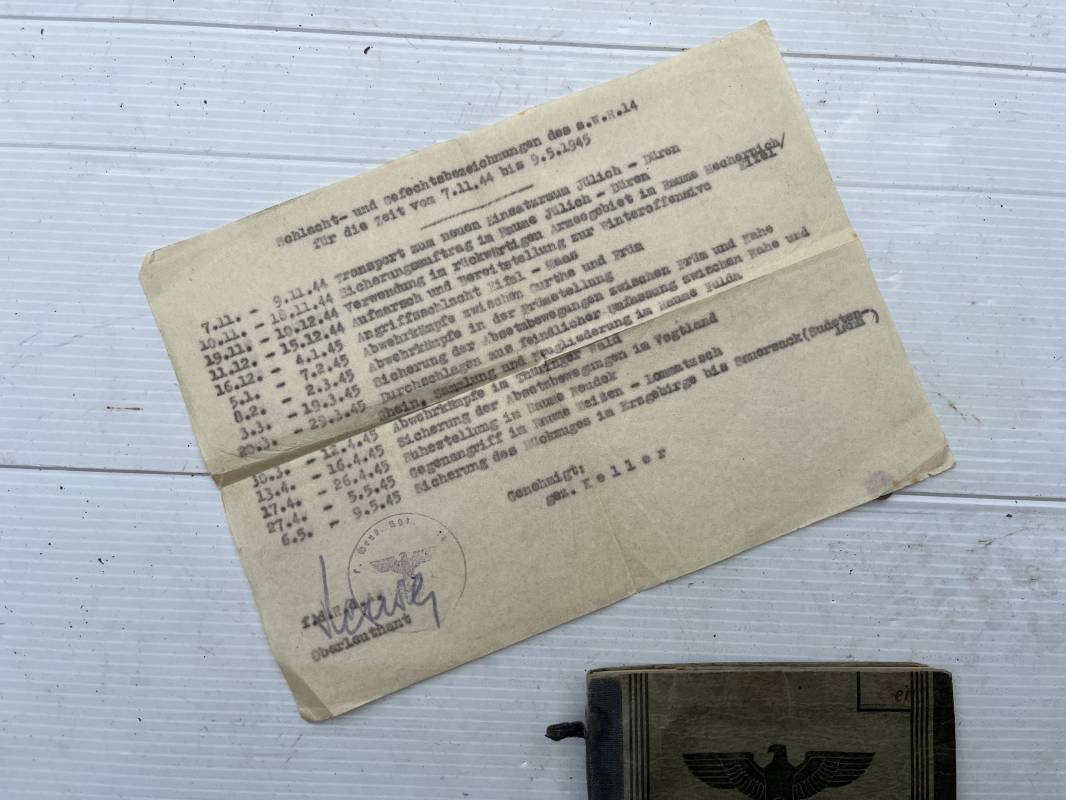 Schlacht- und Gefechtsbezeichnungen des s.W.R.14
für die Zeit vom 7.11.44 bis 9.5.1945
7.11. - 9.11.44 Transport zum neuen Einsatzraum Jülich - Düren
10.11. - 18.11.44 Sicherungsauftrag im Raume Jülich - Düren
19.11. - 10.12.44 Verwendung im rückwärtigen Armeegebiet im Raume Mechernich/
Eifel
11.12. - 15.12.44 Aufmarsch und Bereitstellung zur Winteroffensive
16.12. - 4.1.45 Angriffsschlacht Eifel - Maas
5.1. - 7.2.45 Abwehrkämpfe zwischen Ourthe und Prüm
8.2. - 2.3.45 Abwehrkämpfe in der Prümstellung
3.3. - 19.3.45 Sicherung der Absetzbewegungen zwischen Prüm und Nahe
20.3. - 29.3.45 Durchschlagen aus feindlicher Umfassung zwischen Nahe und
Rhein, Sammlung und Neugliederung im Raume Fulda
30.3. - 12.4.45 Abwehrkämpfe im Thüringer Wald
13.4. - 16.4.45 Sicherung der Absetzbewegungen im Vogtland
17.4. - 26.4.45 Ruhestellung im Raume Neudek
27.4. - 5.5.45 Gegenangriff im Raume Meißen - Lommatzsch
6.5. - 9.5.45 Sicherung des Rückzuges im Erzgebirge bis Sauersack(Sudeten-
land)
Genehmigt:
gez. K e l l e r
f.d.R.d.A.
Oberleutnant
er